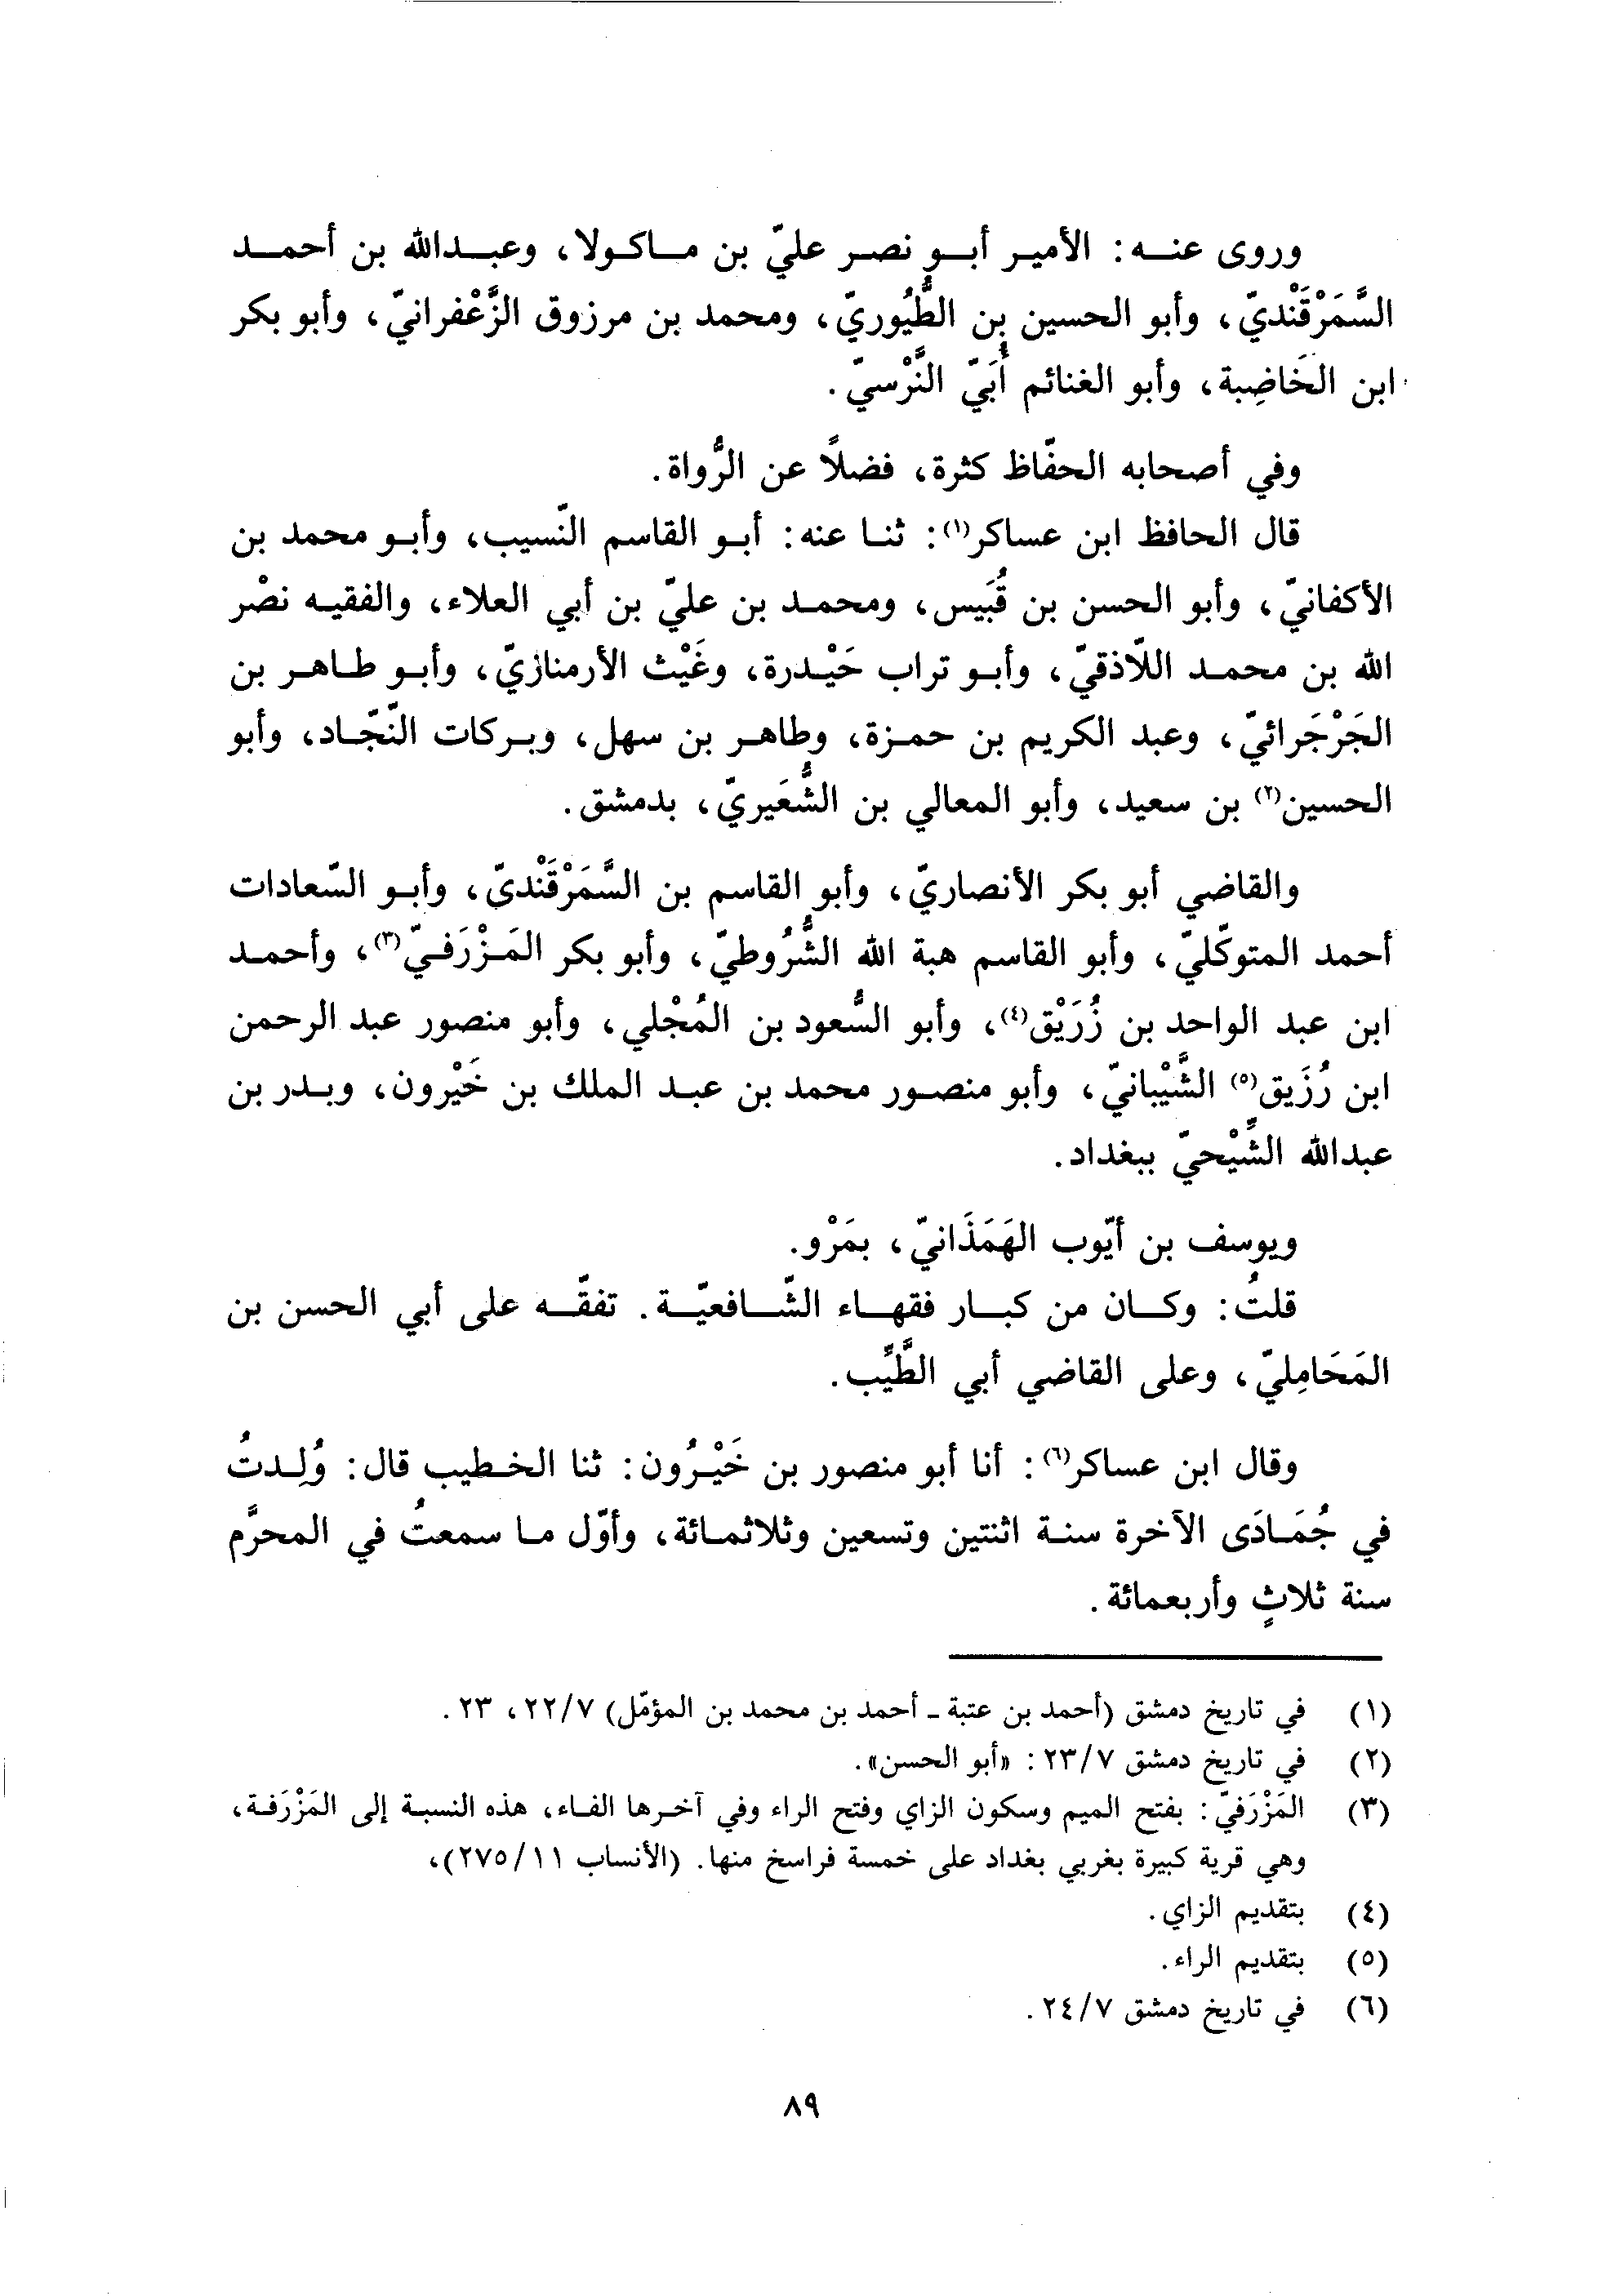 وروى عنه: الأمير أبو نصر عليّ بن ماكولا، وعبدالله بن أحمد
السَّمَرْقَنْديّ، وأبو الحسين بن الطُّيُوريّ، ومحمد بن مرزوق الزَّعْفرانيّ، وأبو بكر
ابن الخَاضِبة، وأبو الغنائم أُبَيّ النَّرْسيّ.
وفي أصحابه الحفّاظ كثرة، فضلاً عن الرُّواة.
قال الحافظ ابن عساكر(١): ثنا عنه: أبو القاسم النّسيب، وأبو محمد بن
الأكفانيّ، وأبو الحسن بن قُبَيس، ومحمد بن عليّ بن أبي العلاء، والفقيه نصْر
الله بن محمد اللّاذقيّ، وأبو تراب حَيْدرة، وغَيْث الأرمنازيّ، وأبو طاهر بن
الجَرْجَرائيّ، وعبد الكريم بن حمزة، وطاهر بن سهل، وبركات النّجّاد، وأبو
الحسين(٢) بن سعيد، وأبو المعالي بن الشُّعَيريّ، بدمشق.
والقاضي أبو بكر الأنصاريّ، وأبو القاسم بن السَّمَرْقَنْديّ، وأبو السّعادات
أحمد المتوكّليّ، وأبو القاسم هبة الله الشُّرُوطيّ، وأبو بكر المَزْرَفيّ(٣)، وأحمد
ابن عبد الواحد بن زُرَيْق(٤)، وأبو السُّعود بن المُجْلي، وأبو منصور عبد الرحمن
ابن رُزَيق(٥) الشَّيْبانيّ، وأبو منصور محمد بن عبد الملك بن خَيْرون، وبدر بن
عبدالله الشِّيْحيّ ببغداد.
ويوسف بن أيّوب الهَمَذَانيّ، بمَرْو.
قلتُ: وكان من كبار فقهاء الشّافعيّة. تفقّه على أبي الحسن بن
المَحَامِليّ، وعلى القاضي أبي الطَّيِّب.
وقال ابن عساكر(٦): أنا أبو منصور بن خَيْرُون: ثنا الخطيب قال: وُلِدتُ
في جُمَادَى الآخرة سنة اثنتين وتسعين وثلاثمائة، وأوّل ما سمعتُ في المحرَّم
سنة ثلاثٍ وأربعمائة.
(١) في تاريخ دمشق (أحمد بن عتبة ـ أحمد بن محمد بن المؤمّل) ٢٢/٧، ٢٣.
(٢) في تاريخ دمشق ٢٣/٧: «أبو الحسن».
(٣) المَزْرَفيّ: بفتح الميم وسكون الزاي وفتح الراء وفي آخرها الفاء، هذه النسبة إلى المَزْرَفة،
وهي قرية كبيرة بغربي بغداد على خمسة فراسخ منها. (الأنساب ٢٧٥/١١)،
(٤) بتقديم الزاي.
(٥) بتقديم الراء.
(٦) في تاريخ دمشق ٢٤/٧.
٨٩